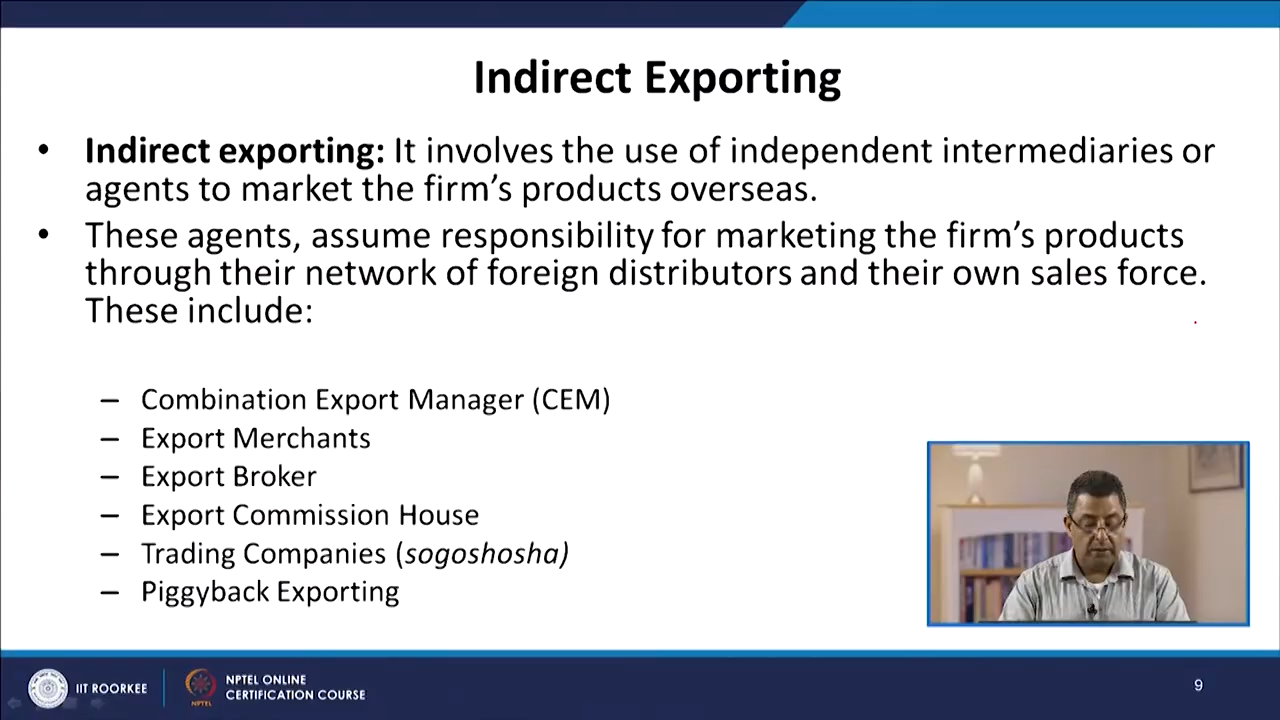 Indirect Exporting
• Indirect exporting: It involves the use of independent intermediaries or
agents to market the firm's products overseas.
• These agents, assume responsibility for marketing the firm's products
through their network of foreign distributors and their own sales force.
These include:
– Combination Export Manager (CEM)
– Export Merchants
– Export Broker
– Export Commission House
– Trading Companies (sogoshosha)
– Piggyback Exporting
IIT ROORKEE
NPTEL
NPTEL ONLINE
CERTIFICATION COURSE
9